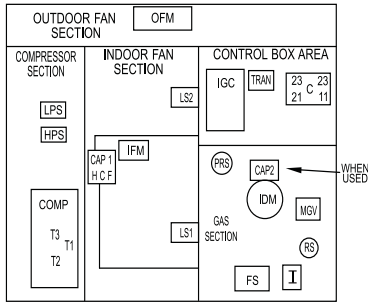 OUTDOOR FAN
SECTION
OFM
COMPRESSOR
SECTION
LPS
HPS
COMP
T3
T1
T2
INDOOR FAN
SECTION
LS2
IFM
CAP 1
H C F
LS1
CONTROL BOX AREA
IGC
TRAN
23 C 23
21 11
PRS
CAP2
WHEN
USED
IDM
MGV
GAS
SECTION
RS
FS
I